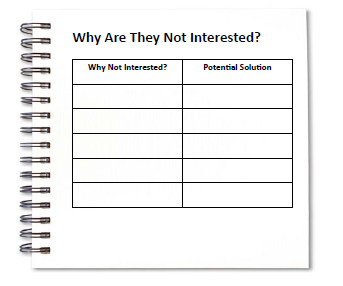 Why Are They Not Interested?
Why Not Interested? Potential Solution